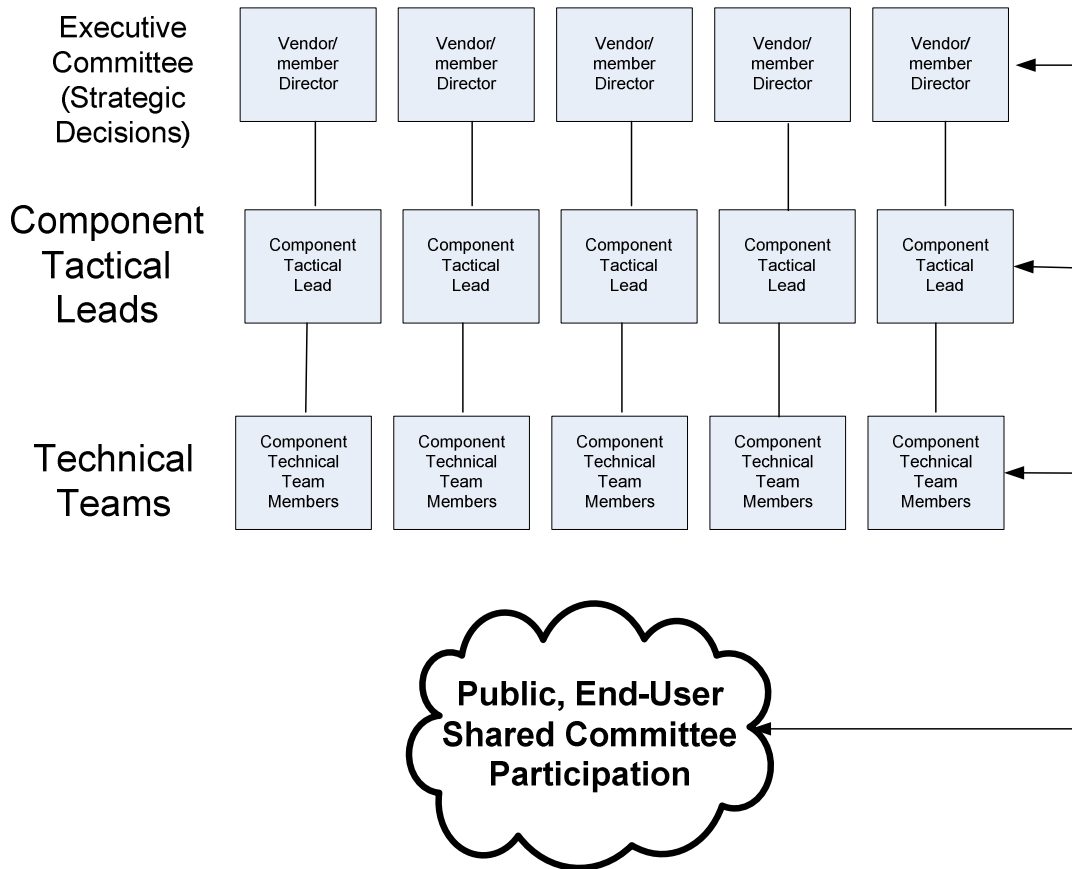 Executive
Committee
(Strategic
Decisions)
Vendor/
member
Director
Vendor/
member
Director
Vendor/
member
Director
Vendor/
member
Director
Vendor/
member
Director
Component
Tactical
Leads
Component
Tactical
Lead
Component
Tactical
Lead
Component
Tactical
Lead
Component
Tactical
Lead
Component
Tactical
Lead
Technical
Teams
Component
Technical
Team
Members
Component
Technical
Team
Members
Component
Technical
Team
Members
Component
Technical
Team
Members
Component
Technical
Team
Members
Public, End-User
Shared Committee
Participation